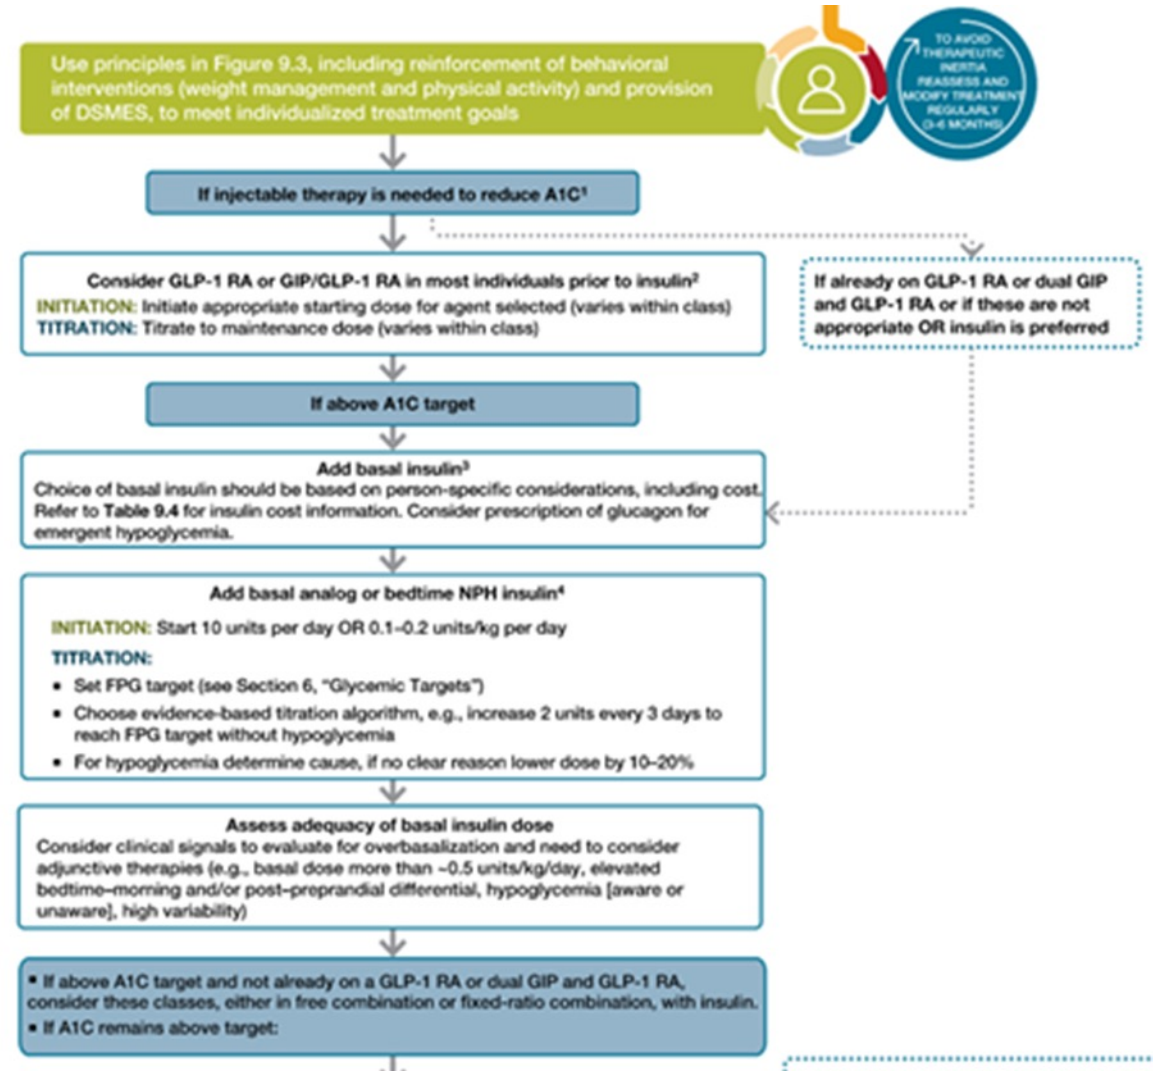 Use principles in Figure 9.3, including reinforcement of behavioral
interventions (weight management and physical activity) and provision
of DSMES, to meet individualized treatment goals
TO AVOID
THERAPEUTIC
INERTIA
REASSESS AND
MODIFY TREATMENT
REGULARLY
(3–6 MONTHS)
If injectable therapy is needed to reduce A1C¹
Consider GLP-1 RA or GIP/GLP-1 RA in most individuals prior to insulin²
INITIATION: Initiate appropriate starting dose for agent selected (varies within class)
TITRATION: Titrate to maintenance dose (varies within class)
If already on GLP-1 RA or dual GIP
and GLP-1 RA or if these are not
appropriate OR insulin is preferred
If above A1C target
Add basal insulin³
Choice of basal insulin should be based on person-specific considerations, including cost.
Refer to Table 9.4 for insulin cost information. Consider prescription of glucagon for
emergent hypoglycemia.
Add basal analog or bedtime NPH insulin⁴
INITIATION: Start 10 units per day OR 0.1–0.2 units/kg per day
TITRATION:
▪ Set FPG target (see Section 6, “Glycemic Targets”)
▪ Choose evidence-based titration algorithm, e.g., increase 2 units every 3 days to
reach FPG target without hypoglycemia
▪ For hypoglycemia determine cause, if no clear reason lower dose by 10–20%
Assess adequacy of basal insulin dose
Consider clinical signals to evaluate for overbasalization and need to consider
adjunctive therapies (e.g., basal dose more than ~0.5 units/kg/day, elevated
bedtime–morning and/or post–preprandial differential, hypoglycemia [aware or
unaware], high variability)
▪ If above A1C target and not already on a GLP-1 RA or dual GIP and GLP-1 RA,
consider these classes, either in free combination or fixed-ratio combination, with insulin.
▪ If A1C remains above target: